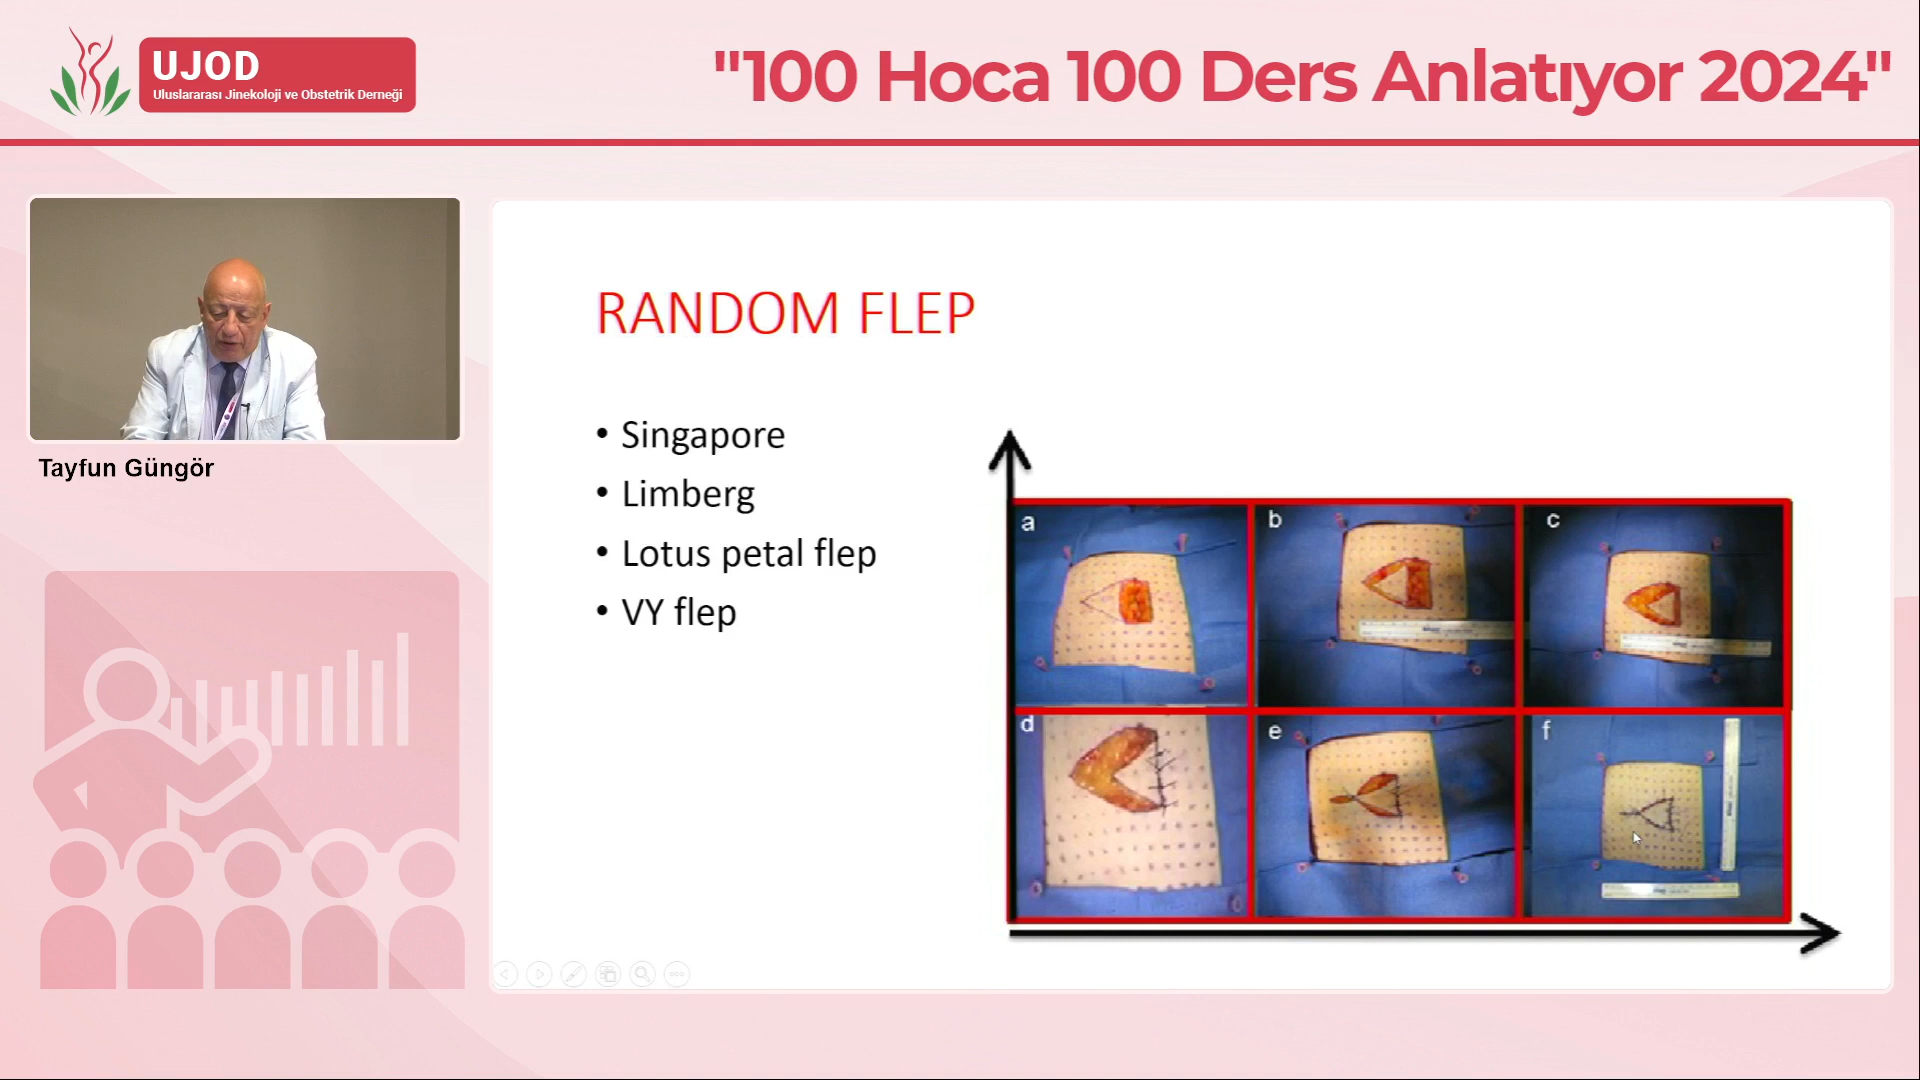 UJOD
Uluslararası Jinekoloji ve Obstetrik Derneği
"100 Hoca 100 Ders Anlatıyor 2024"
Tayfun Güngör
RANDOM FLEP
• Singapore
• Limberg
• Lotus petal flep
• VY flep
a
b
c
d
e
f